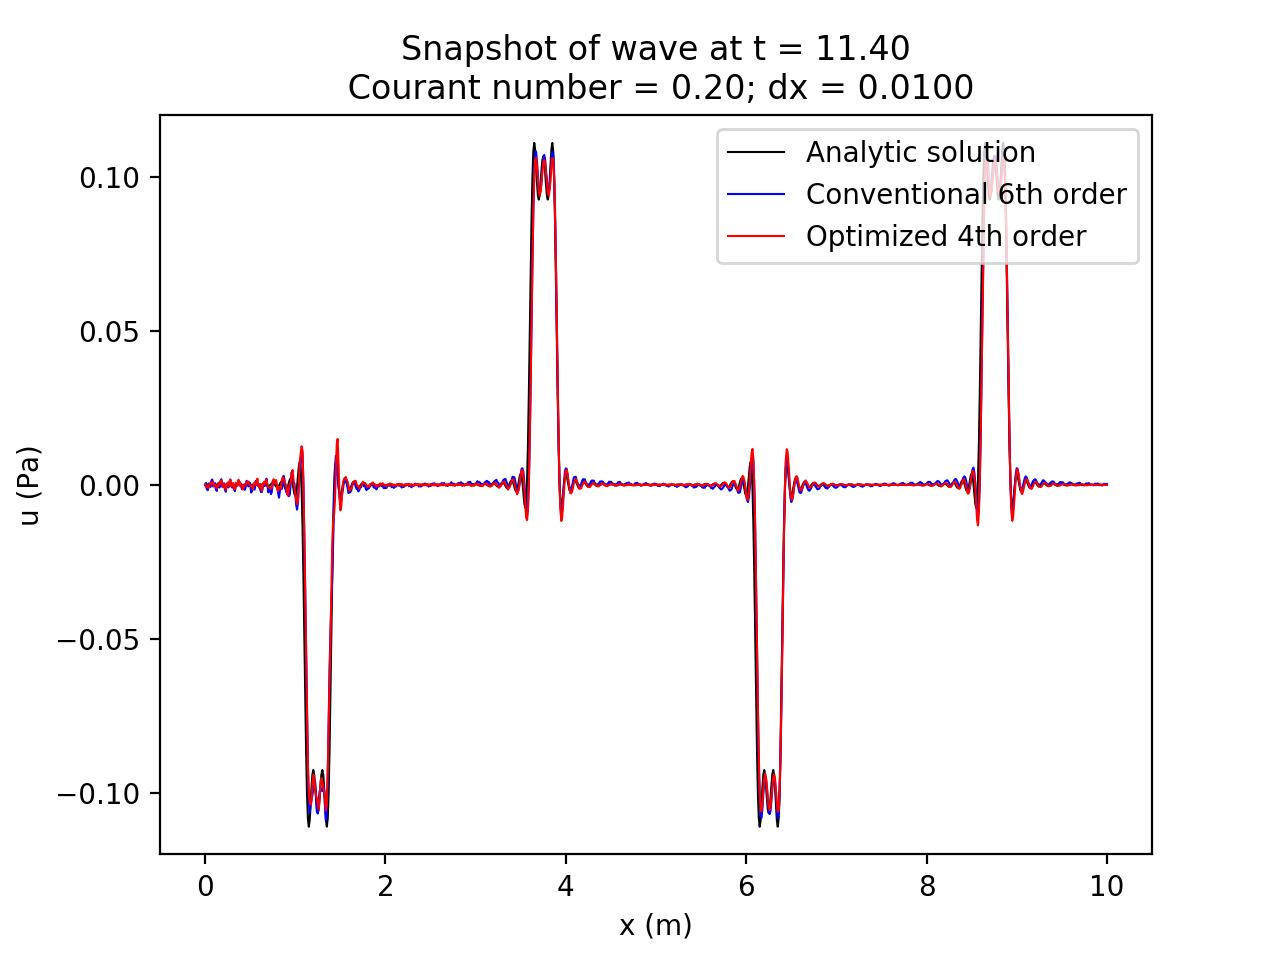 Snapshot of wave at t = 11.40
Courant number = 0.20; dx = 0.0100
Analytic solution
Conventional 6th order
Optimized 4th order
0.10
0.05
0.00
−0.05
−0.10
u (Pa)
0 2 4 6 8 10
x (m)